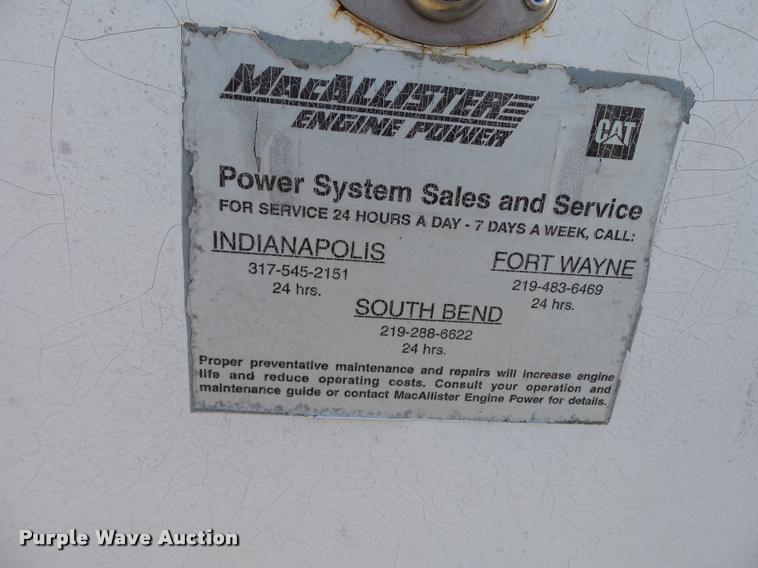 MACALLISTER
ENGINE POWER
CAT
Power System Sales and Service
FOR SERVICE 24 HOURS A DAY - 7 DAYS A WEEK, CALL:
INDIANAPOLIS
317-545-2151
24 hrs.
FORT WAYNE
219-483-6469
24 hrs.
SOUTH BEND
219-288-6622
24 hrs.
Proper preventative maintenance and repairs will increase engine
life and reduce operating costs. Consult your operation and
maintenance guide or contact MacAllister Engine Power for details.
Purple Wave Auction